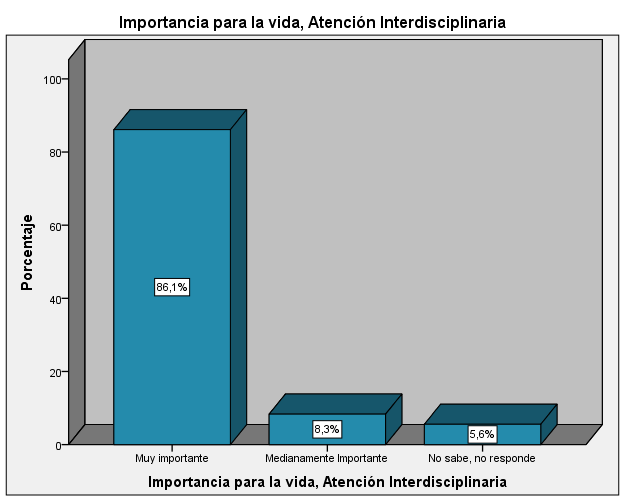 Importancia para la vida, Atención Interdisciplinaria
Porcentaje
100
80
60
40
20
0
86,1%
8,3%
5,6%
Muy importante
Medianamente Importante
No sabe, no responde
Importancia para la vida, Atención Interdisciplinaria